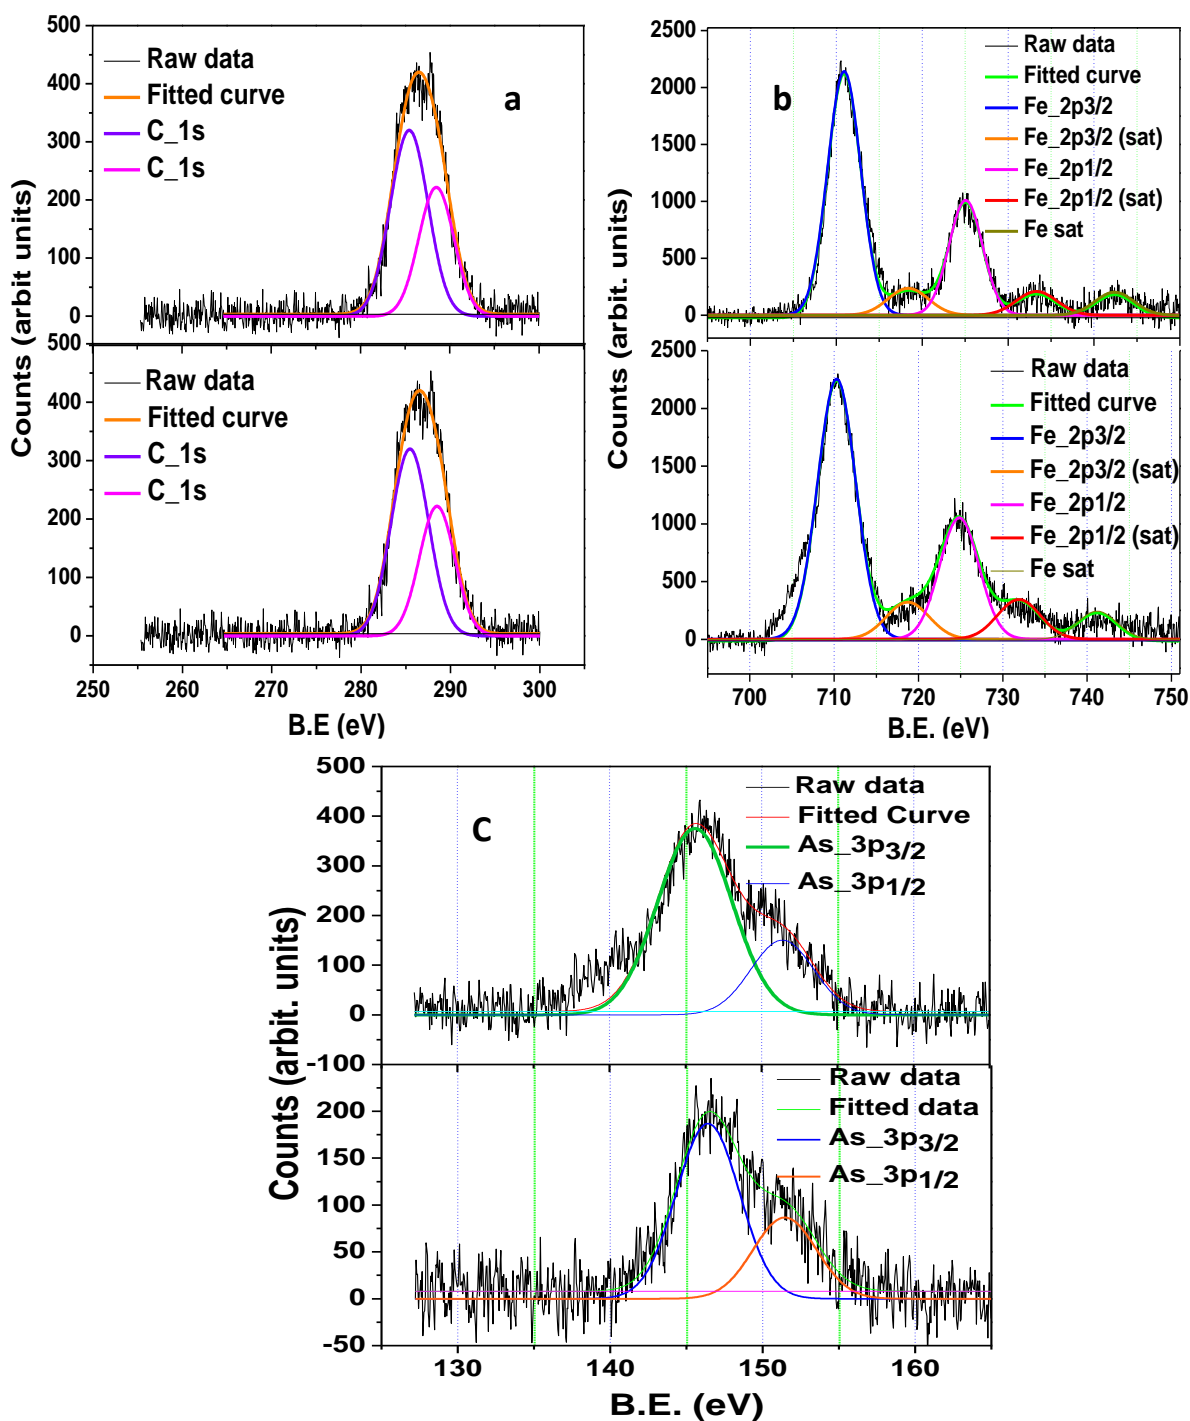 500
400
300
200
100
0
Counts (arbit units)
Raw data
Fitted curve
C_1s
C_1s
a
500
400
300
200
100
0
Raw data
Fitted curve
C_1s
C_1s
250 260 270 280 290 300
B.E (eV)
2500
2000
1500
1000
500
0
Counts (arbit. units)
b
Raw data
Fitted curve
Fe_2p3/2
Fe_2p3/2 (sat)
Fe_2p1/2
Fe_2p1/2 (sat)
Fe sat
2500
2000
1500
1000
500
0
Raw data
Fitted curve
Fe_2p3/2
Fe_2p3/2 (sat)
Fe_2p1/2
Fe_2p1/2 (sat)
Fe sat
700 710 720 730 740 750
B.E. (eV)
500
400
300
200
100
0
-100
Counts (arbit. units)
C
Raw data
Fitted Curve
As_3p3/2
As_3p1/2
200
150
100
50
0
-50
Raw data
Fitted data
As_3p3/2
As_3p1/2
130 140 150 160
B.E. (eV)